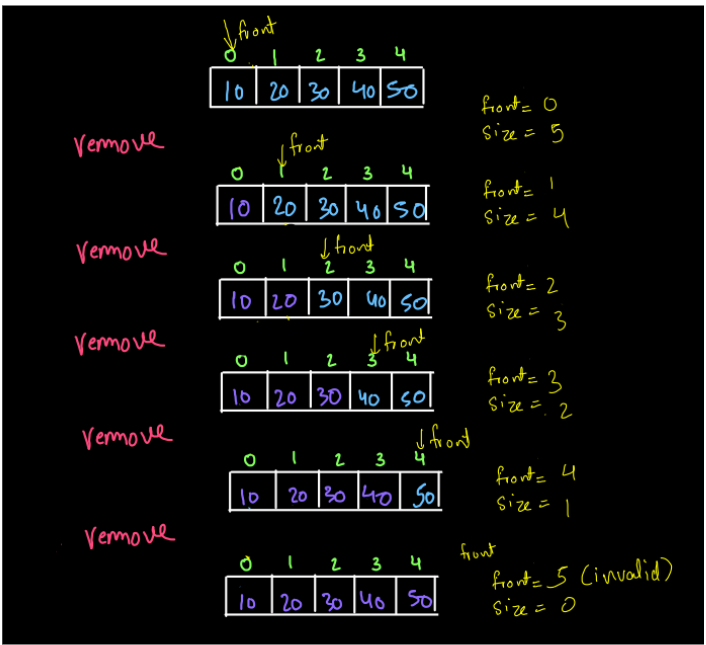 front
0 1 2 3 4
10 20 30 40 50
front = 0
size = 5
remove
front
0 1 2 3 4
10 20 30 40 50
front = 1
size = 4
remove
front
0 1 2 3 4
10 20 30 40 50
front = 2
size = 3
remove
front
0 1 2 3 4
10 20 30 40 50
front = 3
size = 2
remove
front
0 1 2 3 4
10 20 30 40 50
front = 4
size = 1
remove
front
0 1 2 3 4
10 20 30 40 50
front = 5 (invalid)
size = 0